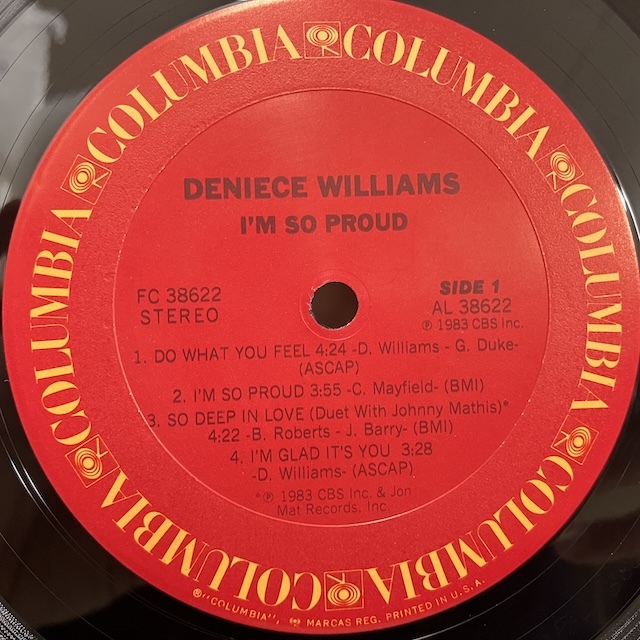 COLUMBIA COLUMBIA COLUMBIA COLUMBIA COLUMBIA COLUMBIA COLUMBIA
DENIECE WILLIAMS
I'M SO PROUD
FC 38622
STEREO
SIDE 1
AL 38622
℗ 1983 CBS Inc.
1. DO WHAT YOU FEEL 4:24 -D. Williams - G. Duke-
(ASCAP)
2. I'M SO PROUD 3:55 -C. Mayfield- (BMI)
3. SO DEEP IN LOVE (Duet With Johnny Mathis)*
4:22 -B. Roberts - J. Barry- (BMI)
4. I'M GLAD IT'S YOU 3:28
-D. Williams- (ASCAP)
*℗ 1983 CBS Inc. & Jon
Mat Records, Inc.
®"COLUMBIA", MARCAS REG. PRINTED IN U.S.A.